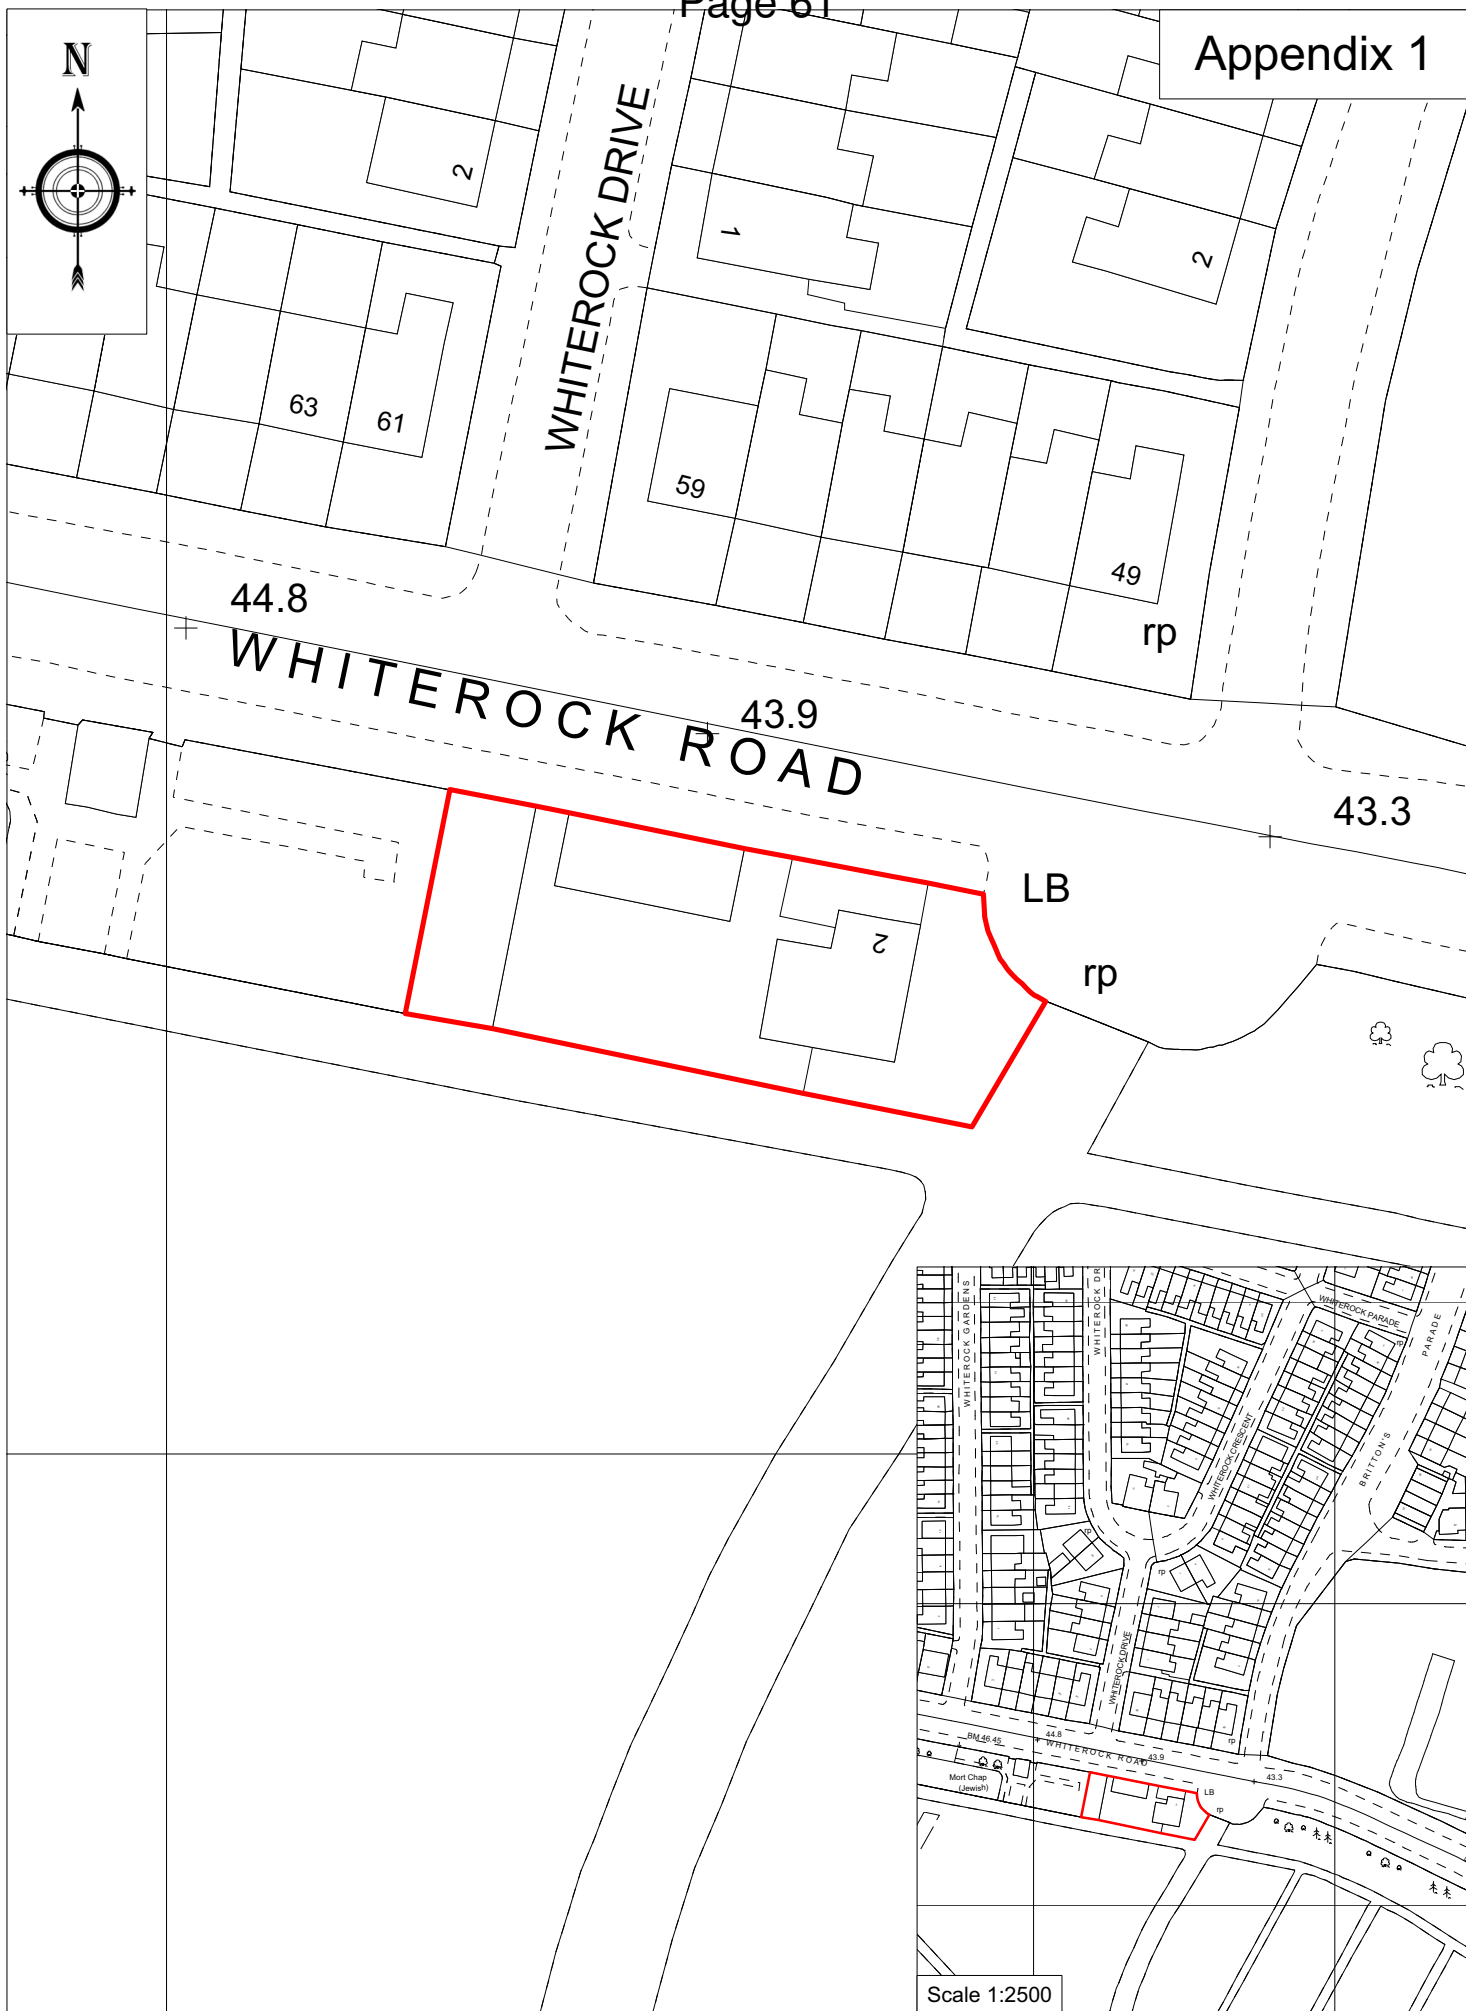 Page 61
Appendix 1
N
2
WHITEROCK DRIVE
1
2
63
61
59
49
rp
44.8
WHITEROCK ROAD
43.9
43.3
LB
2
rp
WHITEROCK GARDENS
WHITEROCK DR
WHITEROCK PARADE
rp
PARADE
BRITTON'S
WHITEROCK CRESCENT
rp
rp
WHITEROCK DRIVE
rp
BM 46.45
44.8
WHITEROCK ROAD
43.9
43.3
Mort Chap
(Jewish)
LB
rp
Scale 1:2500